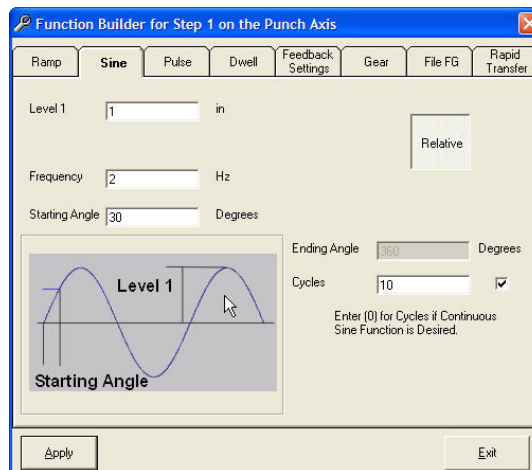 Function Builder for Step 1 on the Punch Axis
Ramp
Sine
Pulse
Dwell
Feedback
Settings
Gear
File FG
Rapid
Transfer
Level 1
1
in
Relative
Frequency
2
Hz
Starting Angle
30
Degrees
Ending Angle
360
Degrees
Cycles
10
Enter (0) for Cycles if Continuous
Sine Function is Desired.
Level 1
Starting Angle
Apply
Exit